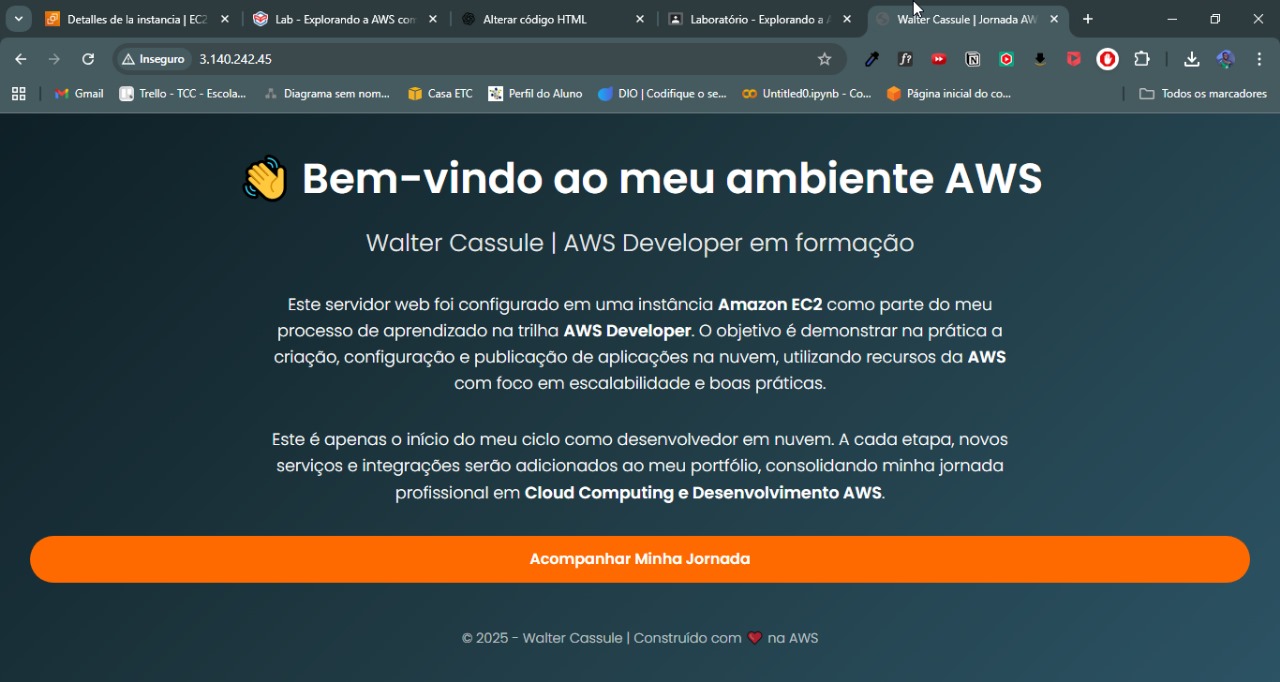 Detalles de la instancia | EC2
Lab - Explorando a AWS con
Alterar código HTML
Laboratório - Explorando a A
Walter Cassule | Jornada AW
Inseguro
3.140.242.45
Gmail
Trello - TCC - Escola...
Diagrama sem nom...
Casa ETC
Perfil do Aluno
DIO | Codifique o se...
Untitled0.ipynb - Co...
Página inicial do co...
Todos os marcadores
👋 Bem-vindo ao meu ambiente AWS
Walter Cassule | AWS Developer em formação
Este servidor web foi configurado em uma instância Amazon EC2 como parte do meu
processo de aprendizado na trilha AWS Developer. O objetivo é demonstrar na prática a
criação, configuração e publicação de aplicações na nuvem, utilizando recursos da AWS
com foco em escalabilidade e boas práticas.
Este é apenas o início do meu ciclo como desenvolvedor em nuvem. A cada etapa, novos
serviços e integrações serão adicionados ao meu portfólio, consolidando minha jornada
profissional em Cloud Computing e Desenvolvimento AWS.
Acompanhar Minha Jornada
© 2025 - Walter Cassule | Construído com ❤️ na AWS